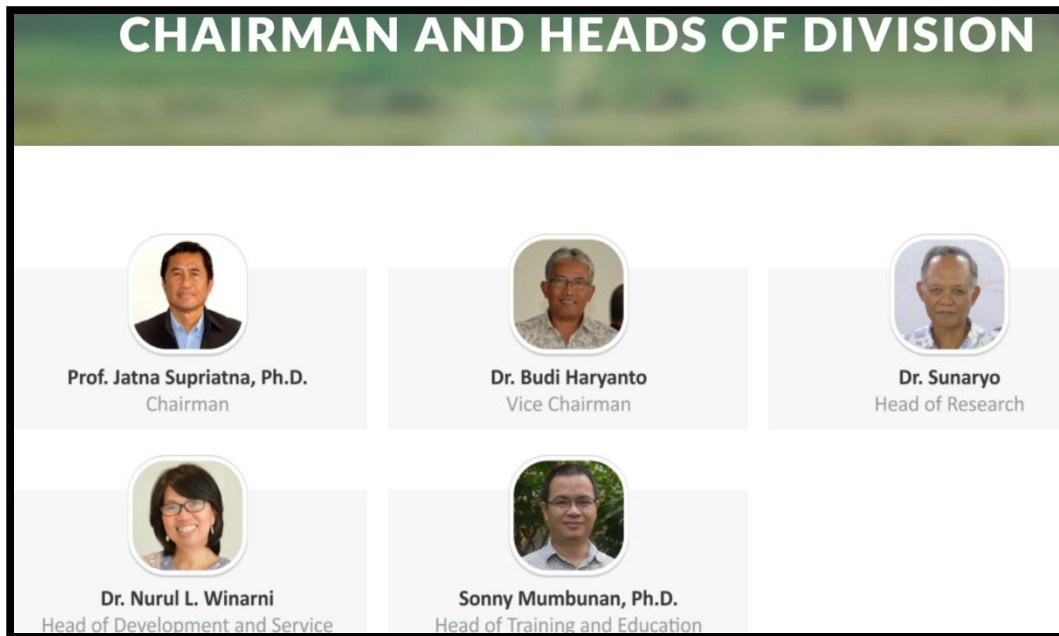 CHAIRMAN AND HEADS OF DIVISION
Prof. Jatna Supriatna, Ph.D.
Chairman
Dr. Budi Haryanto
Vice Chairman
Dr. Sunaryo
Head of Research
Dr. Nurul L. Winarni
Head of Development and Service
Sonny Mumbunan, Ph.D.
Head of Training and Education